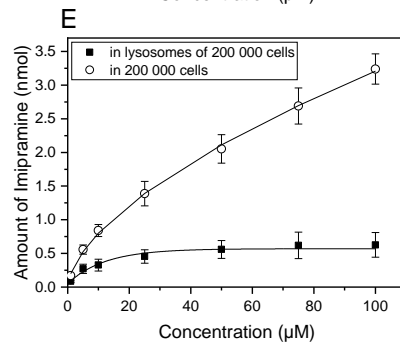 E
in lysosomes of 200 000 cells
in 200 000 cells
Amount of Imipramine (nmol)
3.5
3.0
2.5
2.0
1.5
1.0
0.5
0.0
0 20 40 60 80 100
Concentration (µM)